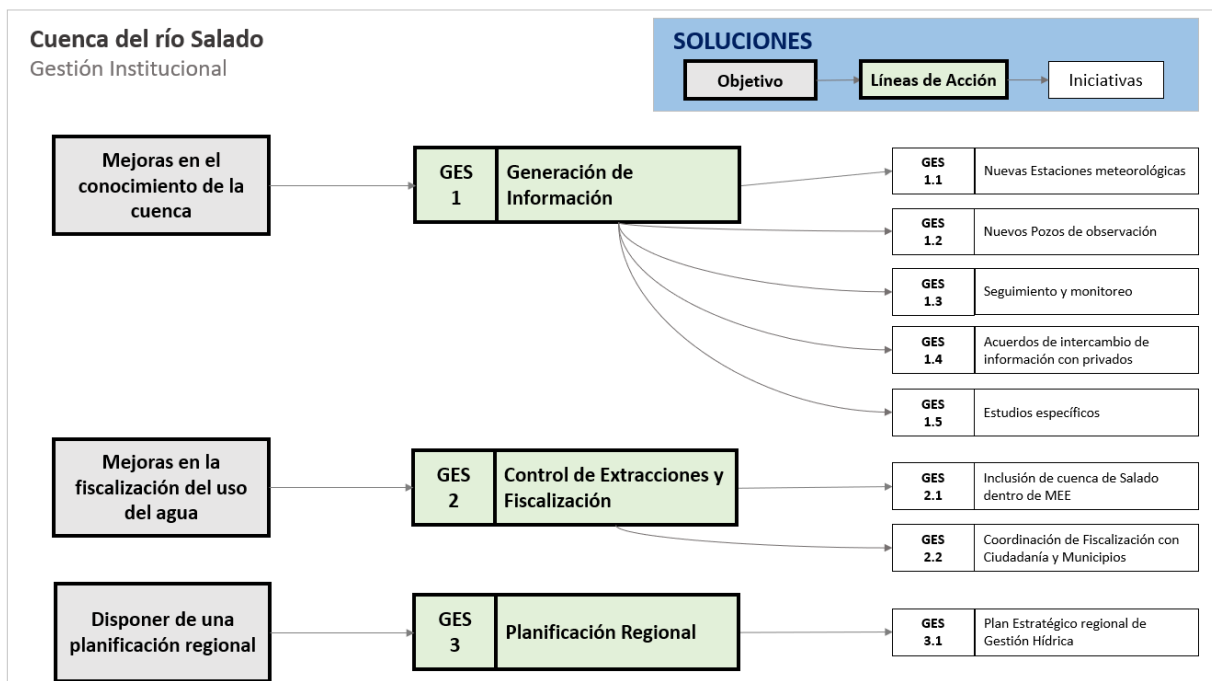 Cuenca del río Salado
Gestión Institucional
SOLUCIONES
Objetivo
Líneas de Acción
Iniciativas
Mejoras en el
conocimiento de la
cuenca
GES
1
Generación de
Información
GES
1.1
Nuevas Estaciones meteorológicas
GES
1.2
Nuevos Pozos de observación
GES
1.3
Seguimiento y monitoreo
GES
1.4
Acuerdos de intercambio de
información con privados
GES
1.5
Estudios específicos
Mejoras en la
fiscalización del uso
del agua
GES
2
Control de Extracciones y
Fiscalización
GES
2.1
Inclusión de cuenca de Salado
dentro de MEE
GES
2.2
Coordinación de Fiscalización con
Ciudadanía y Municipios
Disponer de una
planificación regional
GES
3
Planificación Regional
GES
3.1
Plan Estratégico regional de
Gestión Hídrica